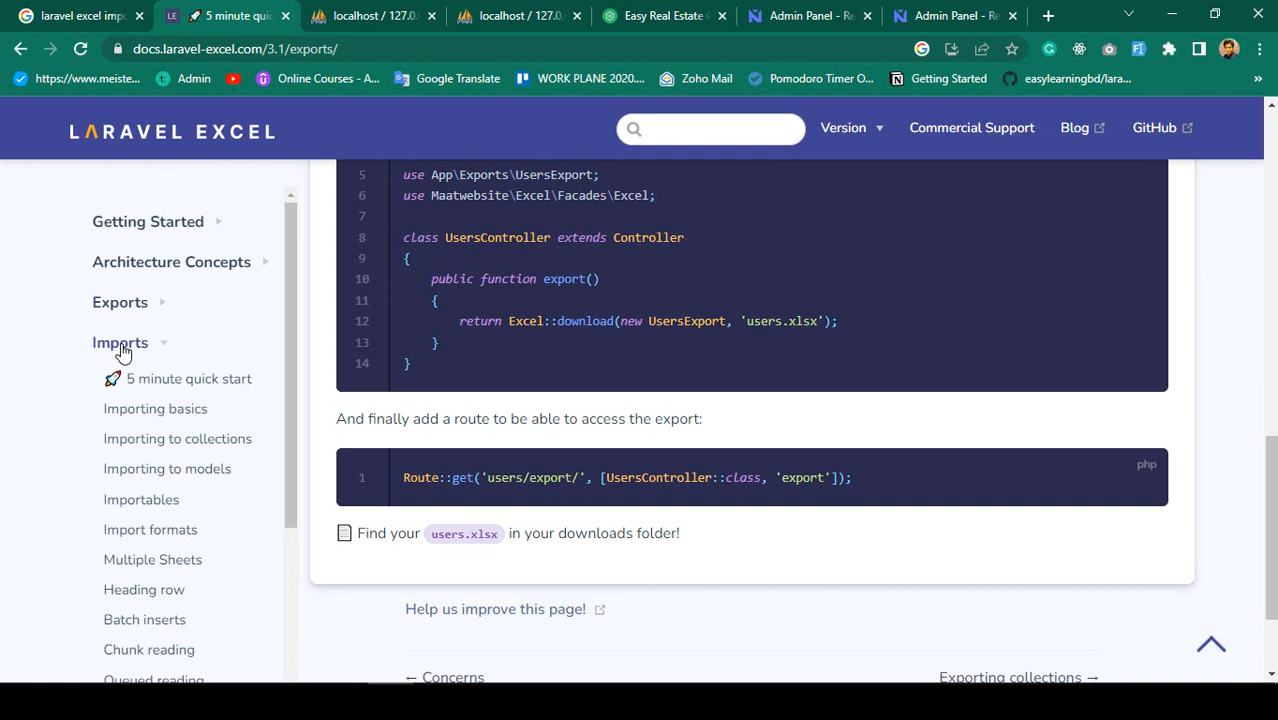 laravel excel impo
LE
5 minute quic
localhost / 127.0.
localhost / 127.0.
Easy Real Estate C
Admin Panel - Re
Admin Panel - Re
docs.laravel-excel.com/3.1/exports/
https://www.meiste...
Admin
Online Courses - A...
Google Translate
WORK PLANE 2020....
Zoho Mail
Pomodoro Timer O...
Getting Started
easylearningbd/lara...
LARAVEL EXCEL
Version
Commercial Support
Blog
GitHub
Getting Started
Architecture Concepts
Exports
Imports
5 minute quick start
Importing basics
Importing to collections
Importing to models
Importables
Import formats
Multiple Sheets
Heading row
Batch inserts
Chunk reading
Queued reading
5 use App\Exports\UsersExport;
6 use Maatwebsite\Excel\Facades\Excel;
7
8 class UsersController extends Controller
9 {
10 public function export()
11 {
12 return Excel::download(new UsersExport, 'users.xlsx');
13 }
14 }
And finally add a route to be able to access the export:
php
1 Route::get('users/export/', [UsersController::class, 'export']);
Find your users.xlsx in your downloads folder!
Help us improve this page!
← Concerns
Exporting collections →